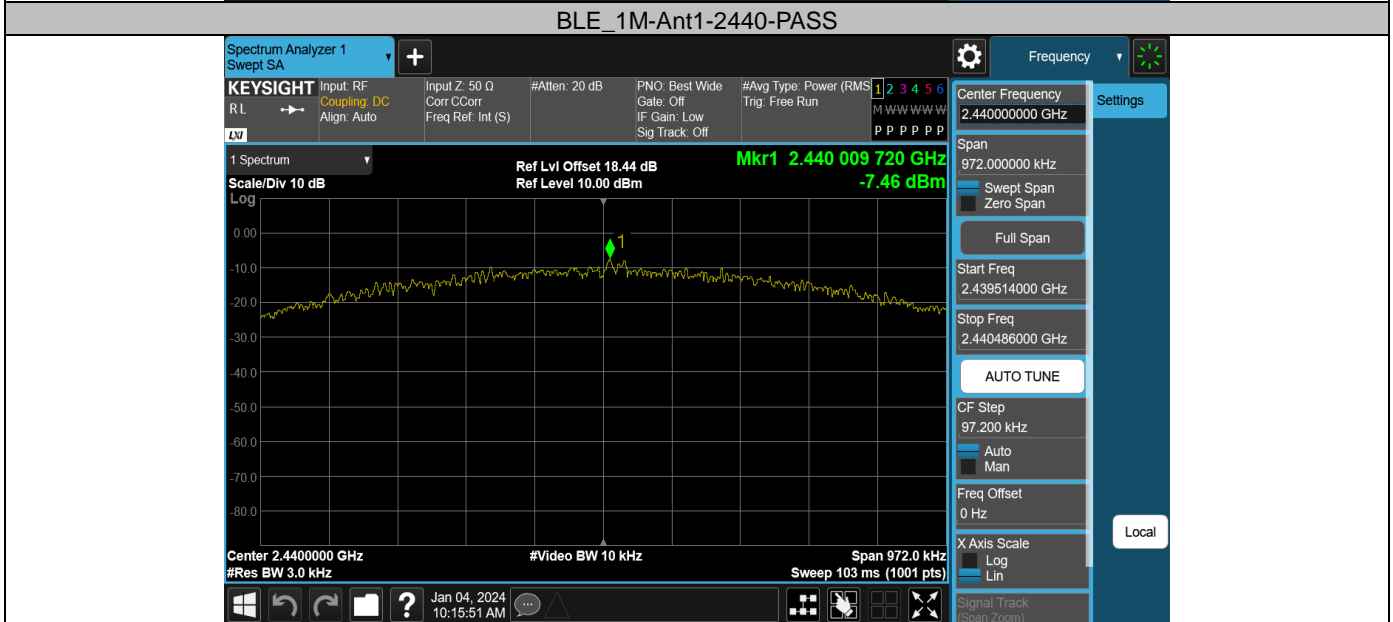 BLE_1M-Ant1-2440-PASS
Spectrum Analyzer 1
Swept SA
Frequency
KEYSIGHT
RL
LXI
Input: RF
Coupling: DC
Align: Auto
Input Z: 50 Ω
Corr CCorr
Freq Ref: Int (S)
#Atten: 20 dB
PNO: Best Wide
Gate: Off
IF Gain: Low
Sig Track: Off
#Avg Type: Power (RMS
Trig: Free Run
1 2 3 4 5 6
M W W W W W
P P P P P P
1 Spectrum
Scale/Div 10 dB
Ref Lvl Offset 18.44 dB
Ref Level 10.00 dBm
Mkr1 2.440 009 720 GHz
-7.46 dBm
Log
1
0.00
-10.0
-20.0
-30.0
-40.0
-50.0
-60.0
-70.0
-80.0
Center 2.4400000 GHz
#Res BW 3.0 kHz
#Video BW 10 kHz
Span 972.0 kHz
Sweep 103 ms (1001 pts)
Center Frequency
2.440000000 GHz
Settings
Span
972.000000 kHz
Swept Span
Zero Span
Full Span
Start Freq
2.439514000 GHz
Stop Freq
2.440486000 GHz
AUTO TUNE
CF Step
97.200 kHz
Auto
Man
Freq Offset
0 Hz
X Axis Scale
Log
Lin
Local
Signal Track
(Span Zoom)
?
Jan 04, 2024
10:15:51 AM